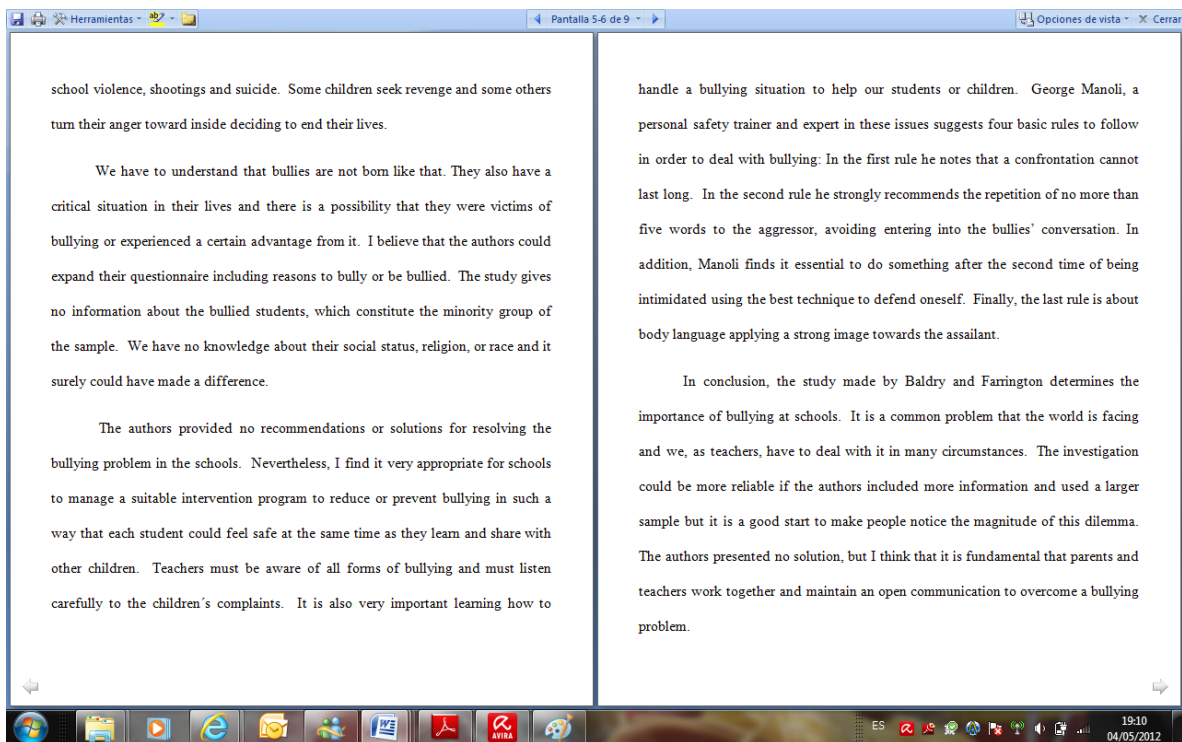 Herramientas
Pantalla 5-6 de 9
Opciones de vista
Cerrar
school violence, shootings and suicide. Some children seek revenge and some others
turn their anger toward inside deciding to end their lives.
We have to understand that bullies are not born like that. They also have a
critical situation in their lives and there is a possibility that they were victims of
bullying or experienced a certain advantage from it. I believe that the authors could
expand their questionnaire including reasons to bully or be bullied. The study gives
no information about the bullied students, which constitute the minority group of
the sample. We have no knowledge about their social status, religion, or race and it
surely could have made a difference.
The authors provided no recommendations or solutions for resolving the
bullying problem in the schools. Nevertheless, I find it very appropriate for schools
to manage a suitable intervention program to reduce or prevent bullying in such a
way that each student could feel safe at the same time as they learn and share with
other children. Teachers must be aware of all forms of bullying and must listen
carefully to the children´s complaints. It is also very important learning how to
handle a bullying situation to help our students or children. George Manoli, a
personal safety trainer and expert in these issues suggests four basic rules to follow
in order to deal with bullying: In the first rule he notes that a confrontation cannot
last long. In the second rule he strongly recommends the repetition of no more than
five words to the aggressor, avoiding entering into the bullies’ conversation. In
addition, Manoli finds it essential to do something after the second time of being
intimidated using the best technique to defend oneself. Finally, the last rule is about
body language applying a strong image towards the assailant.
In conclusion, the study made by Baldry and Farrington determines the
importance of bullying at schools. It is a common problem that the world is facing
and we, as teachers, have to deal with it in many circumstances. The investigation
could be more reliable if the authors included more information and used a larger
sample but it is a good start to make people notice the magnitude of this dilemma.
The authors presented no solution, but I think that it is fundamental that parents and
teachers work together and maintain an open communication to overcome a bullying
problem.
AVIRA
ES
19:10
04/05/2012